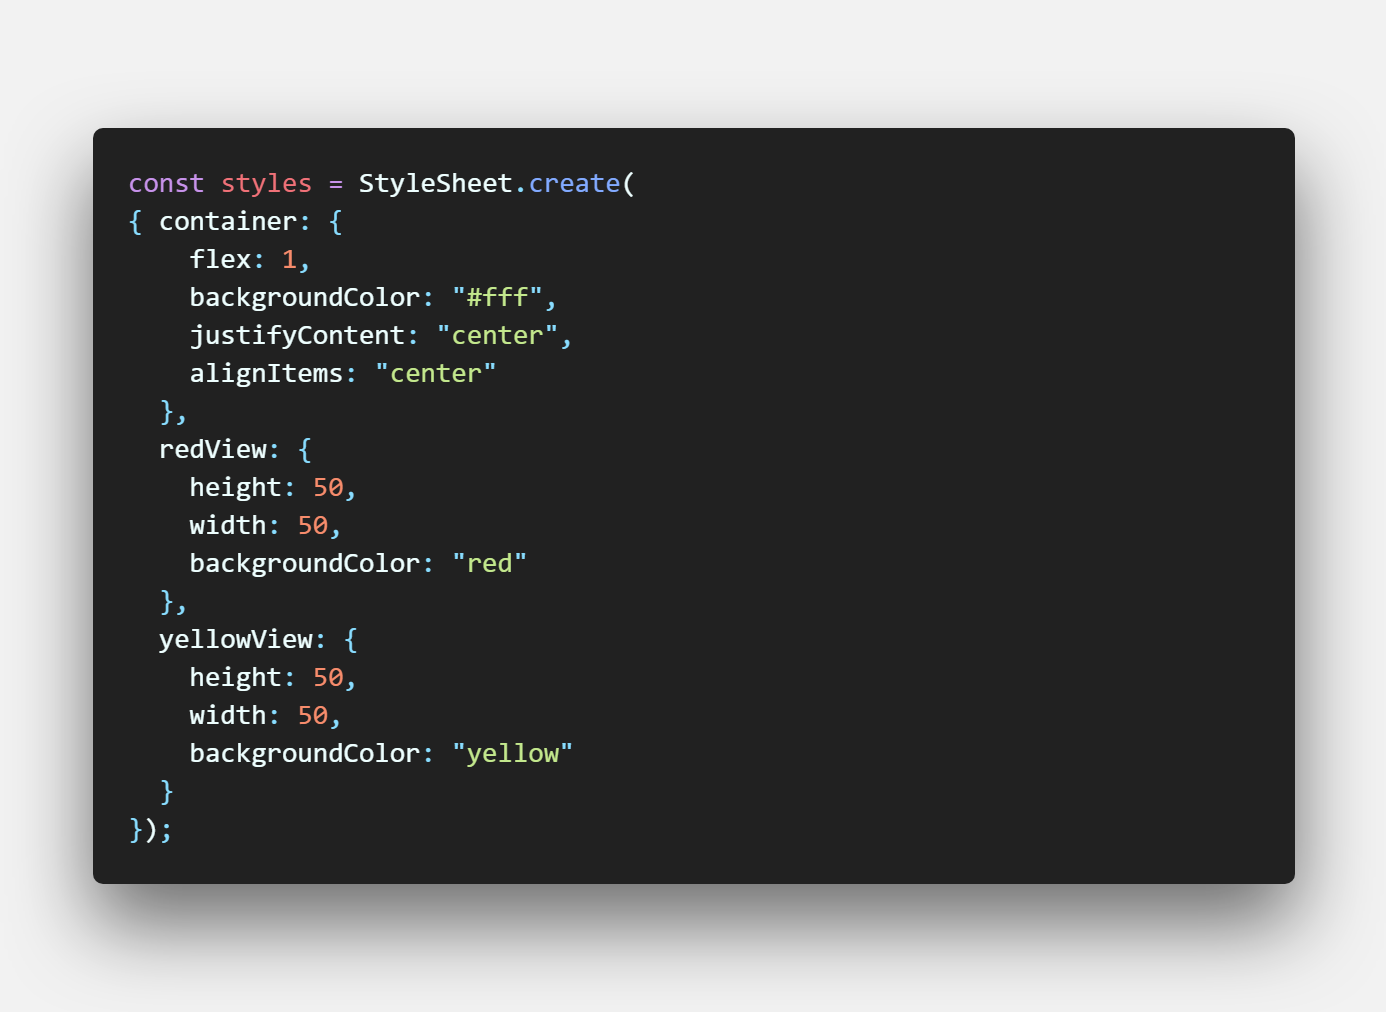 const styles = StyleSheet.create(
{ container: {
    flex: 1,
    backgroundColor: "#fff",
    justifyContent: "center",
    alignItems: "center"
  },
  redView: {
    height: 50,
    width: 50,
    backgroundColor: "red"
  },
  yellowView: {
    height: 50,
    width: 50,
    backgroundColor: "yellow"
  }
});